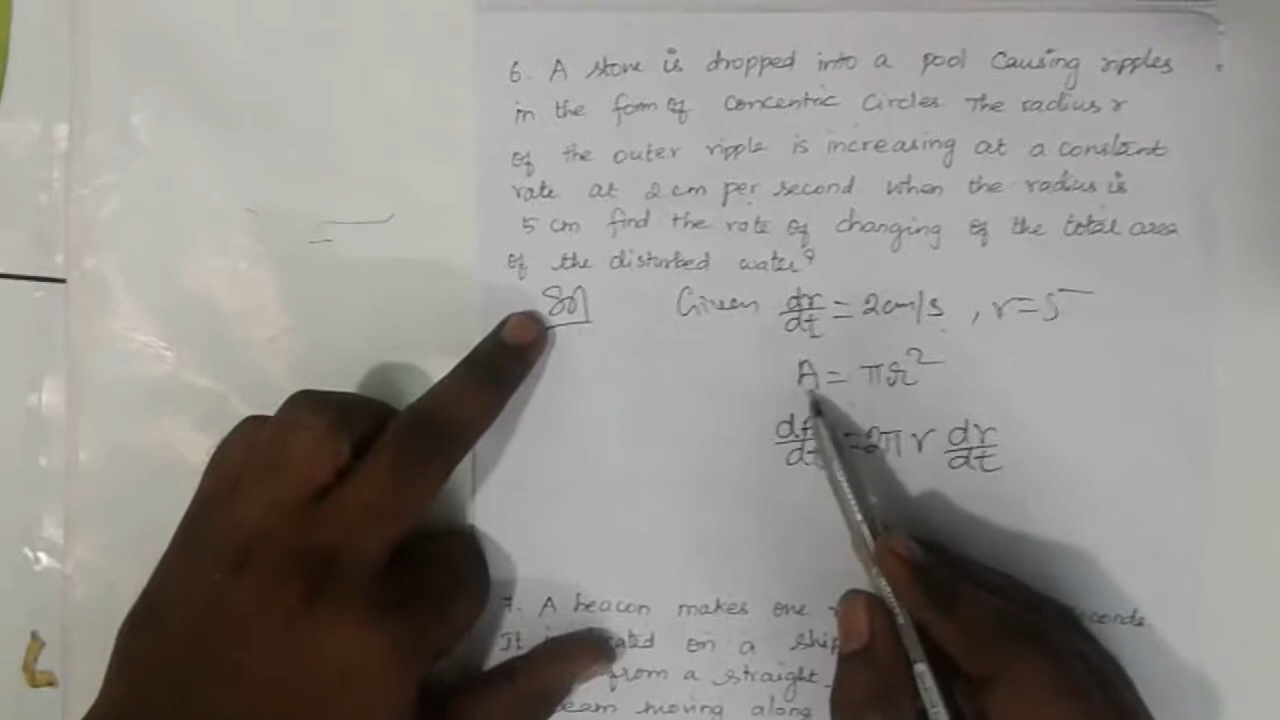 6. A stone is dropped into a pool causing ripples
in the form of concentric circles. The radius r
of the outer ripple is increasing at a constant
rate at 2 cm per second when the radius is
5 cm find the rate of changing of the total area
of the disturbed water?
Sol Given dr/dt = 2cm/s, r=5
A = πr²
dA/dt = 2πr dr/dt
7. A beacon makes one
It on a ship
from a straight
moving along